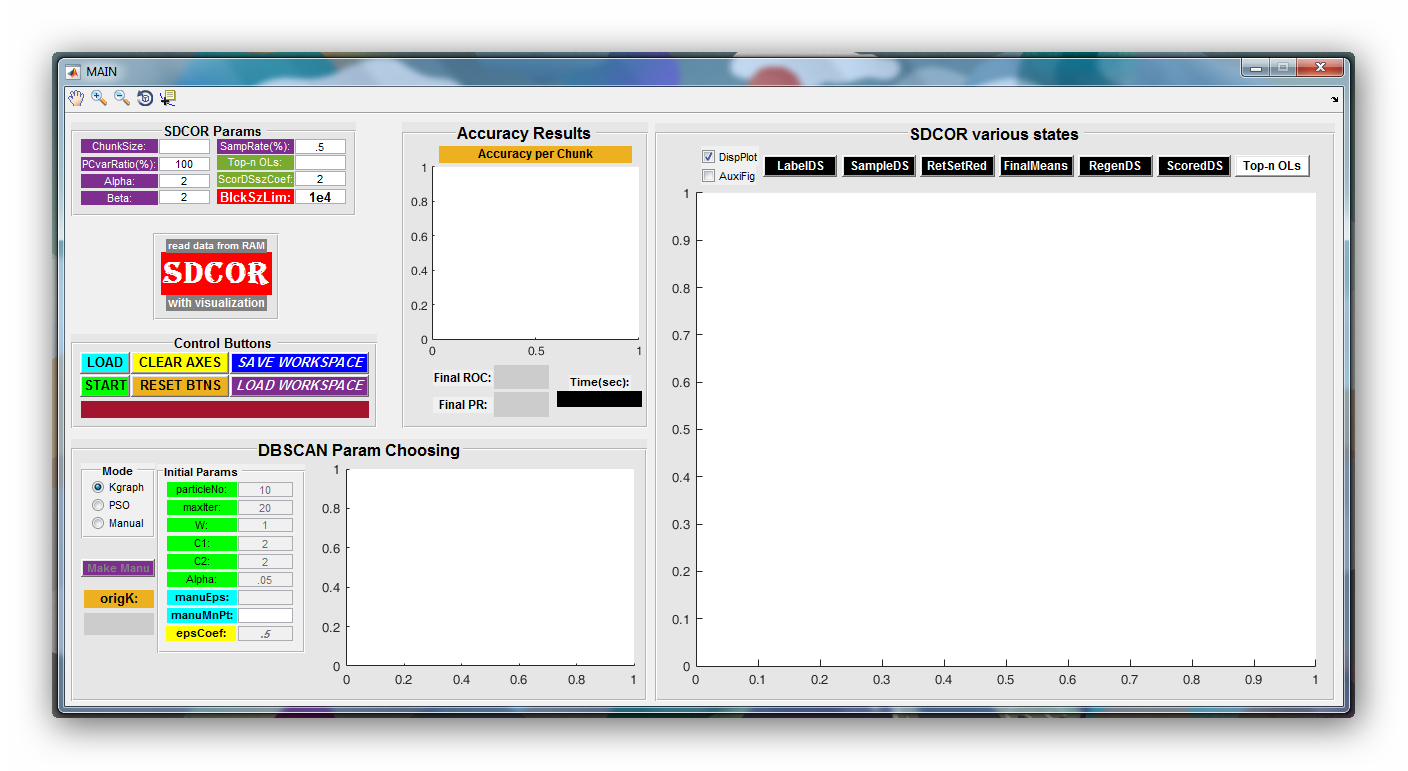 MAIN
SDCOR Params
ChunkSize:
SampRate(%): .5
PCvarRatio(%): 100
Top-n OLs:
Alpha: 2
ScorDSszCoef: 2
Beta: 2
BlckSzLim: 1e4
read data from RAM
SDCOR
with visualization
Control Buttons
LOAD CLEAR AXES SAVE WORKSPACE
START RESET BTNS LOAD WORKSPACE
Accuracy Results
Accuracy per Chunk
1
0.8
0.6
0.4
0.2
0
0 0.5 1
Final ROC:
Time(sec):
Final PR:
DBSCAN Param Choosing
Mode
Kgraph
PSO
Manual
Make Manu
origK:
Initial Params
particleNo: 10
maxIter: 20
W: 1
C1: 2
C2: 2
Alpha: .05
manuEps:
manuMnPt:
epsCoef: .5
1
0.8
0.6
0.4
0.2
0
0 0.2 0.4 0.6 0.8 1
SDCOR various states
DispPlot
AuxiFig
LabelDS SampleDS RetSetRed FinalMeans RegenDS ScoredDS Top-n OLs
1
0.9
0.8
0.7
0.6
0.5
0.4
0.3
0.2
0.1
0
0 0.1 0.2 0.3 0.4 0.5 0.6 0.7 0.8 0.9 1